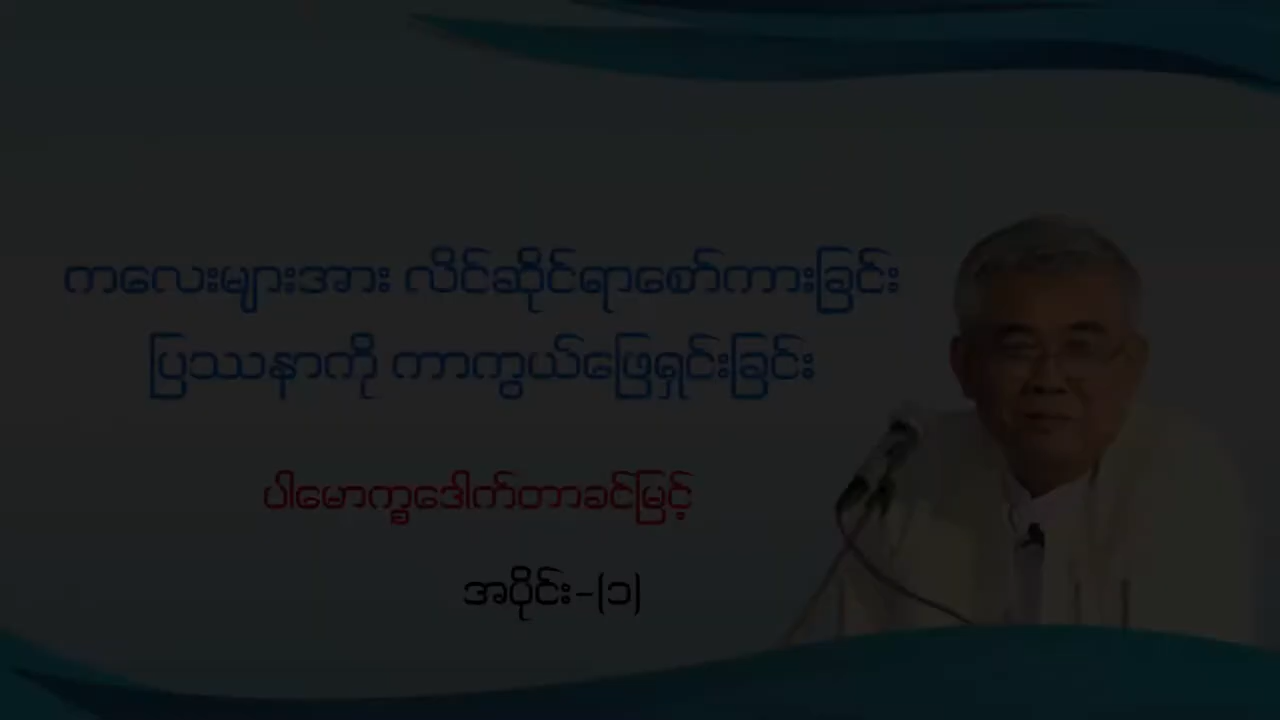 ကလေးများအား လိင်ဆိုင်ရာစော်ကားခြင်း
ပြဿနာကို ကာကွယ်ဖြေရှင်းခြင်း
ပါမောက္ခဒေါက်တာခင်မြင့်
အပိုင်း-(၁)